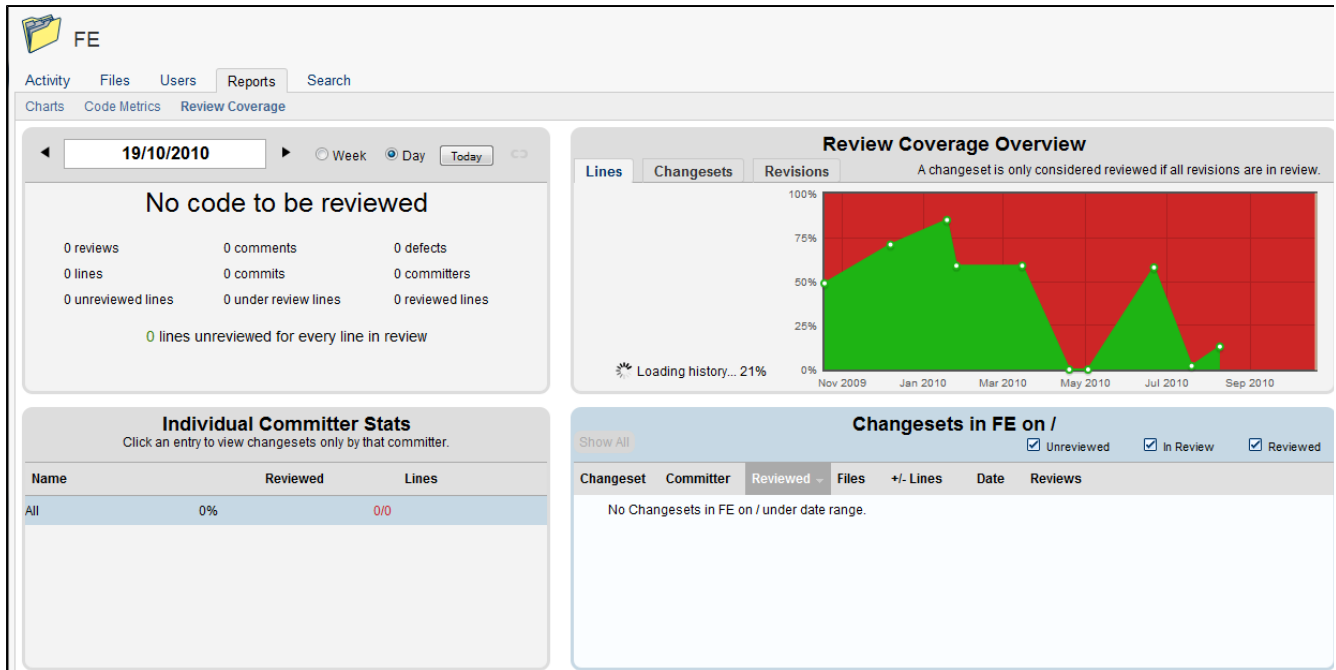 FE
Activity Files Users Reports Search
Charts Code Metrics Review Coverage
19/10/2010 Week Day Today
No code to be reviewed
0 reviews 0 comments 0 defects
0 lines 0 commits 0 committers
0 unreviewed lines 0 under review lines 0 reviewed lines
0 lines unreviewed for every line in review
Review Coverage Overview
Lines Changesets Revisions A changeset is only considered reviewed if all revisions are in review.
100%
75%
50%
25%
0%
Loading history... 21%
Nov 2009 Jan 2010 Mar 2010 May 2010 Jul 2010 Sep 2010
Individual Committer Stats
Click an entry to view changesets only by that committer.
Name Reviewed Lines
All 0% 0/0
Changesets in FE on /
Show All Unreviewed In Review Reviewed
Changeset Committer Reviewed Files +/- Lines Date Reviews
No Changesets in FE on / under date range.